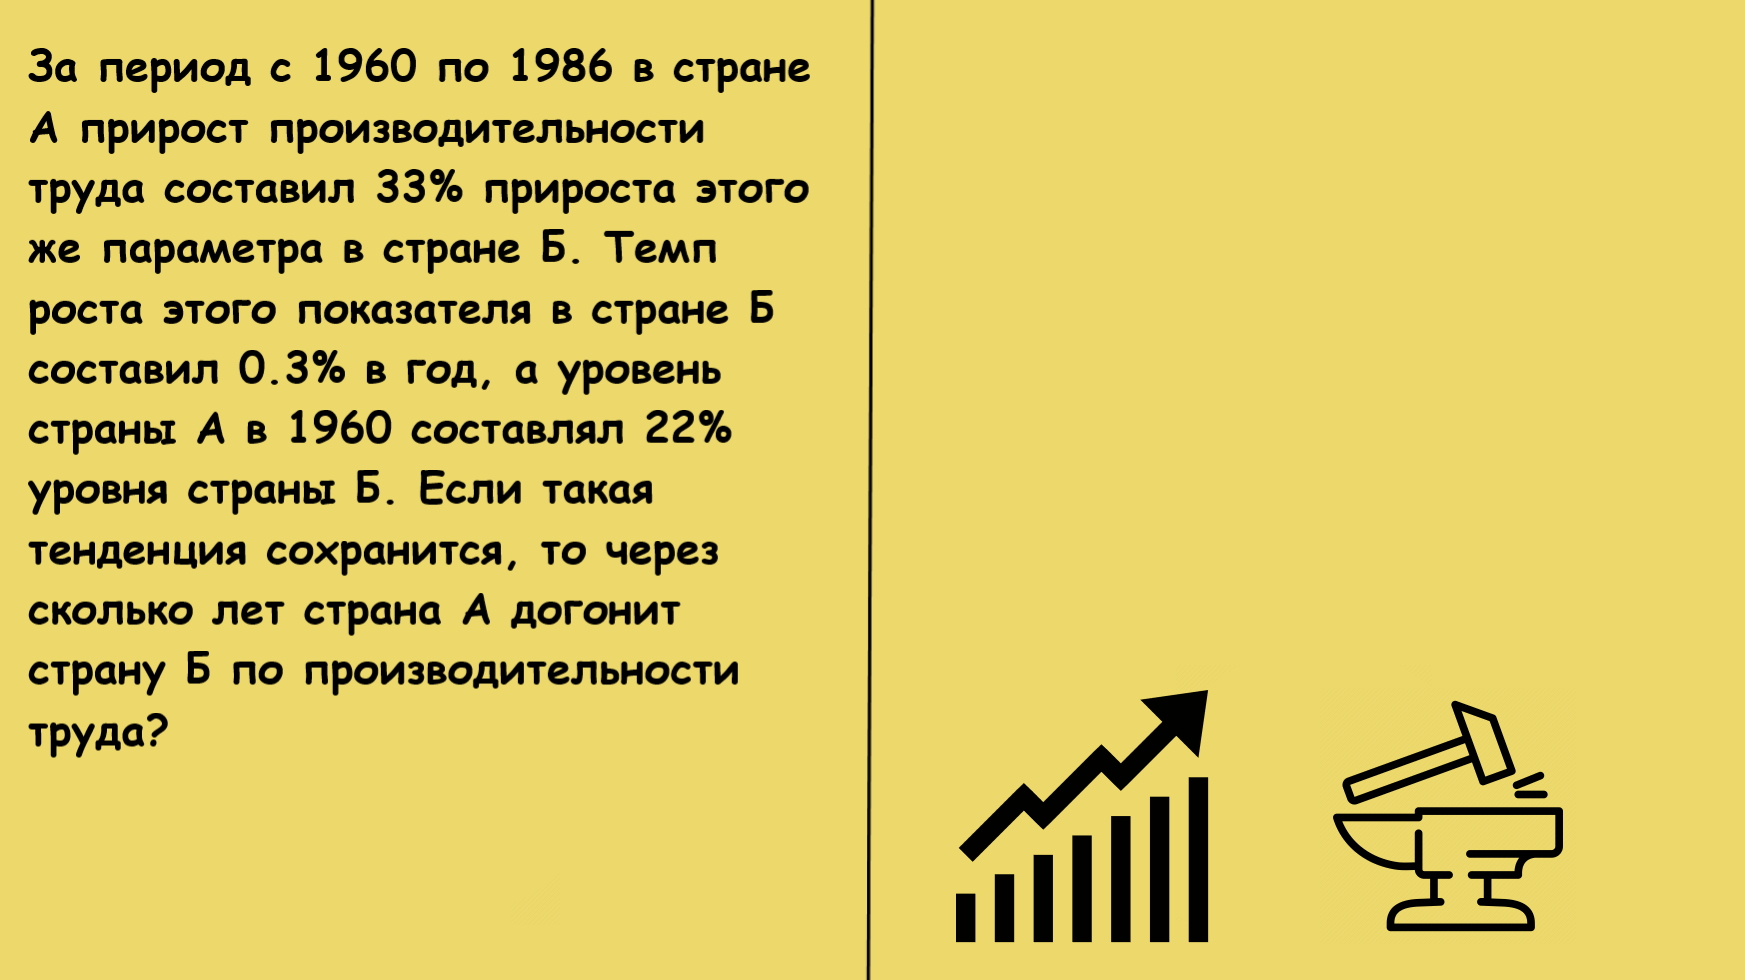 За период с 1960 по 1986 в стране
А прирост производительности
труда составил 33% прироста этого
же параметра в стране Б. Темп
роста этого показателя в стране Б
составил 0.3% в год, а уровень
страны А в 1960 составлял 22%
уровня страны Б. Если такая
тенденция сохранится, то через
сколько лет страна А догонит
страну Б по производительности
труда?